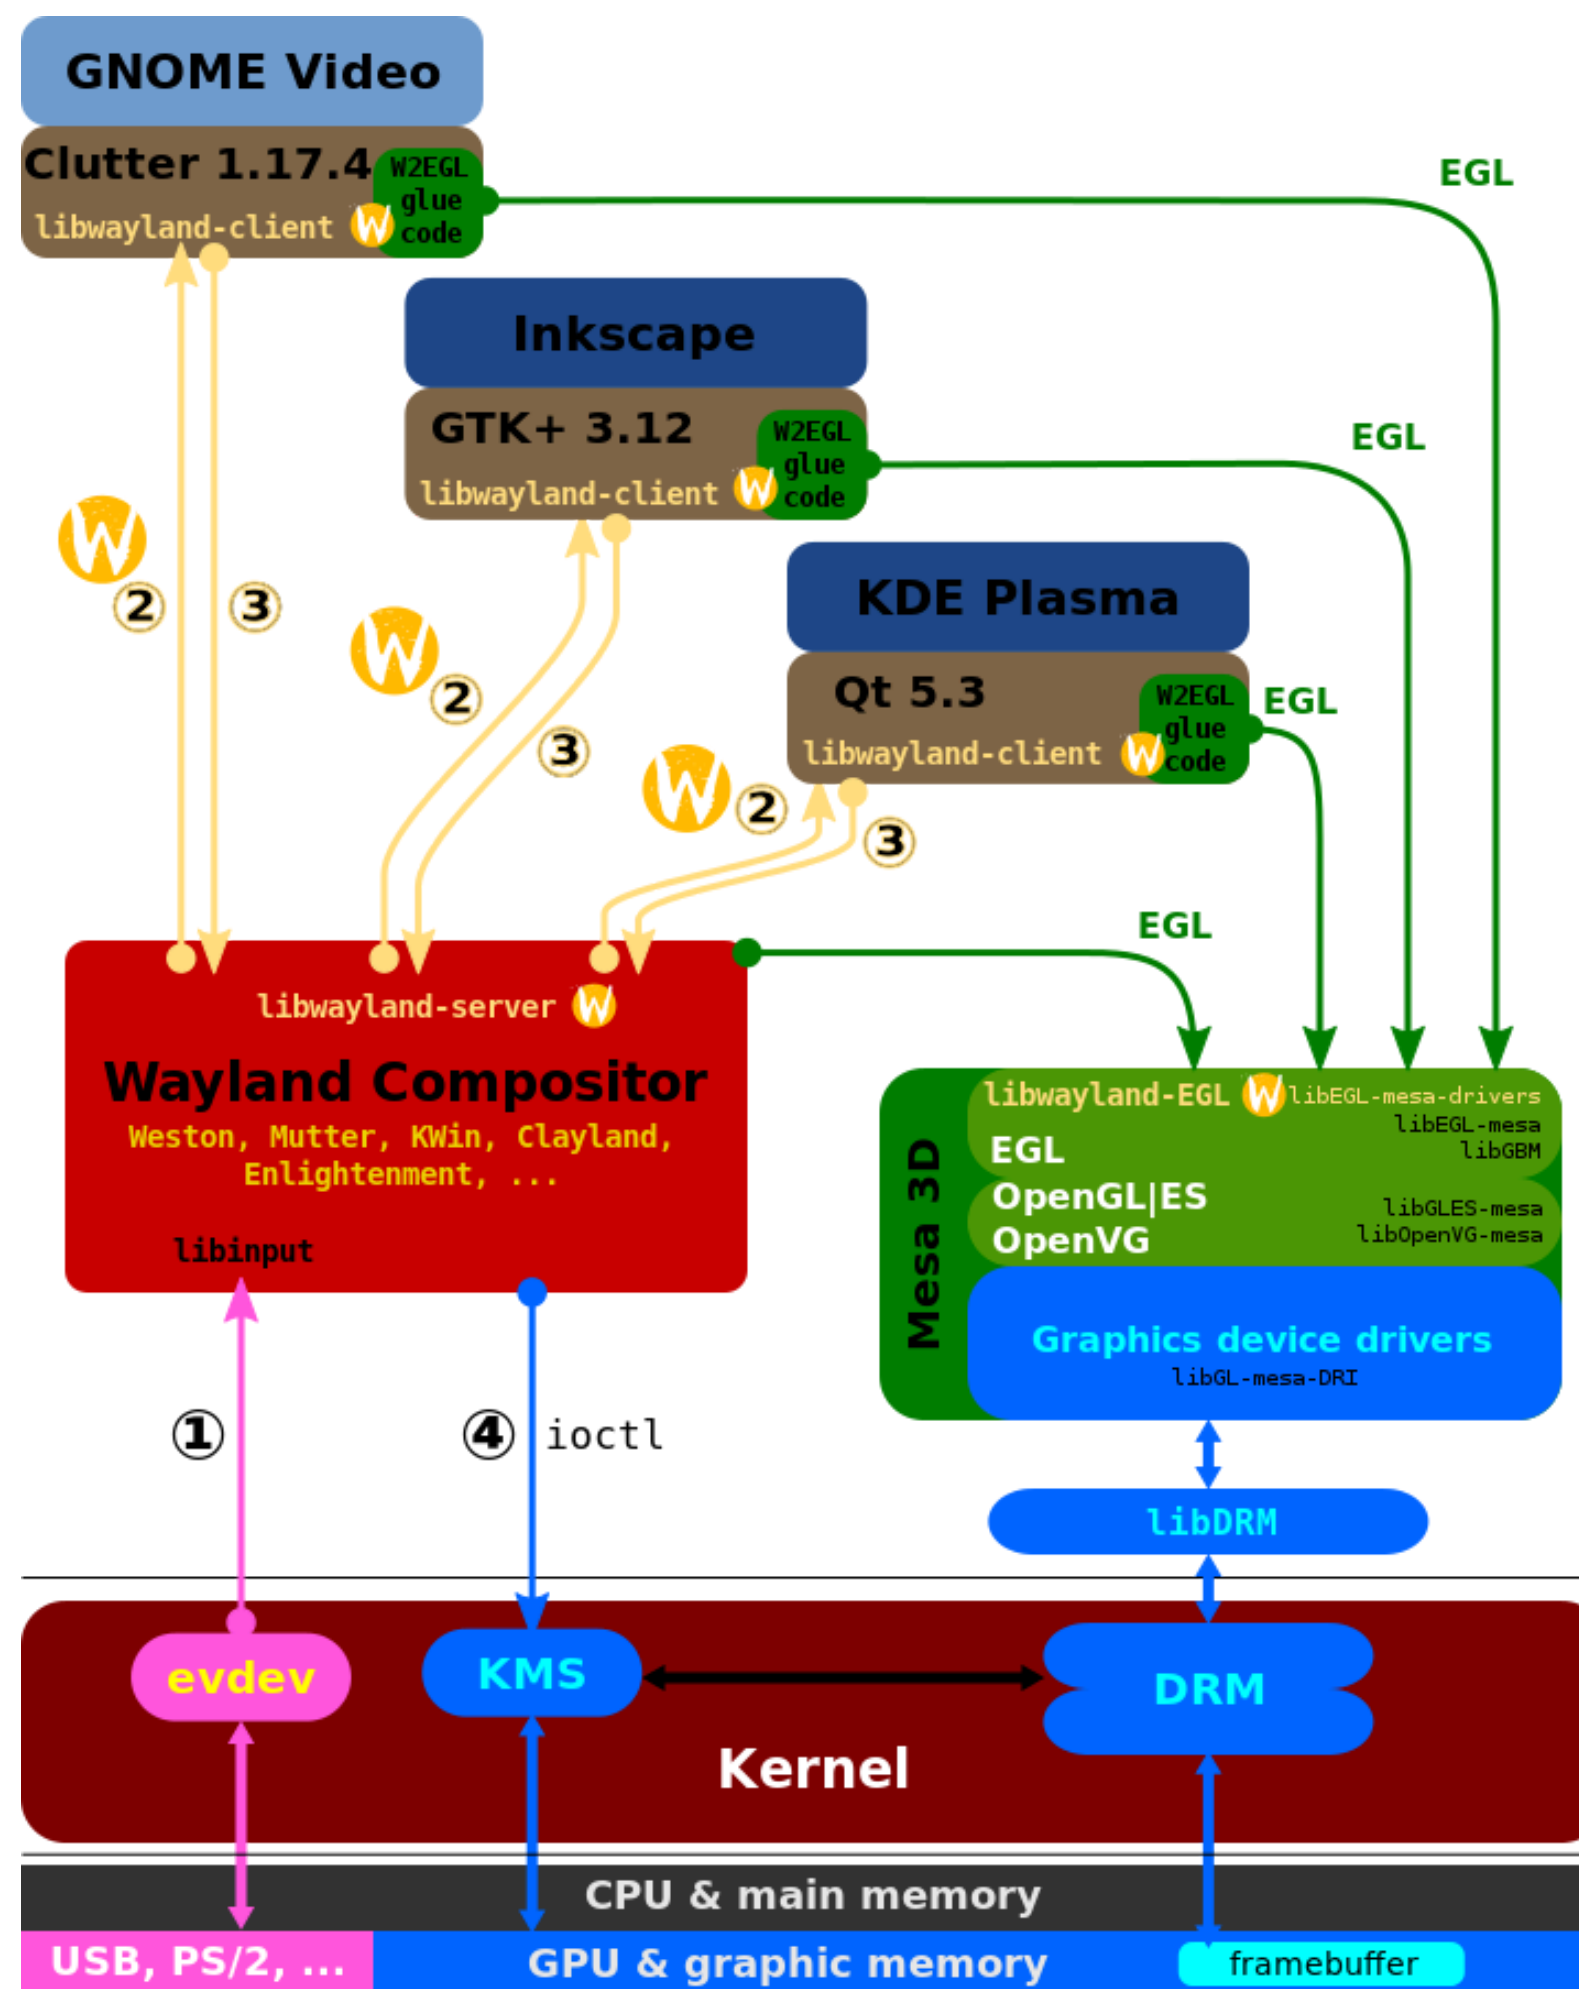 GNOME Video
Clutter 1.17.4
libwayland-client
W
W2EGL
glue
code
EGL
Inkscape
GTK+ 3.12
libwayland-client
W
W2EGL
glue
code
EGL
KDE Plasma
Qt 5.3
libwayland-client
W
W2EGL
glue
code
EGL
W
②
③
W
②
③
W
②
③
EGL
libwayland-server W
Wayland Compositor
Weston, Mutter, KWin, Clayland,
Enlightenment, ...
libinput
Mesa 3D
libwayland-EGL W libEGL-mesa-drivers
libEGL-mesa
EGL
libGBM
OpenGL|ES
libGLES-mesa
OpenVG
libOpenVG-mesa
Graphics device drivers
libGL-mesa-DRI
①
④ ioctl
libDRM
evdev
KMS
DRM
Kernel
CPU & main memory
USB, PS/2, ...
GPU & graphic memory
framebuffer